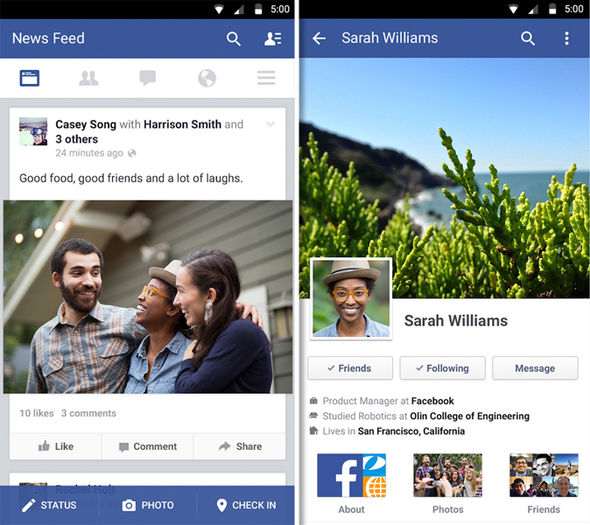 5:00
News Feed
Casey Song with Harrison Smith and
3 others
24 minutes ago
Good food, good friends and a lot of laughs.
10 likes 3 comments
Like Comment Share
Rachel Holt
STATUS PHOTO CHECK IN
5:00
Sarah Williams
Sarah Williams
Friends Following Message
Product Manager at Facebook
Studied Robotics at Olin College of Engineering
Lives in San Francisco, California
f
About Photos Friends